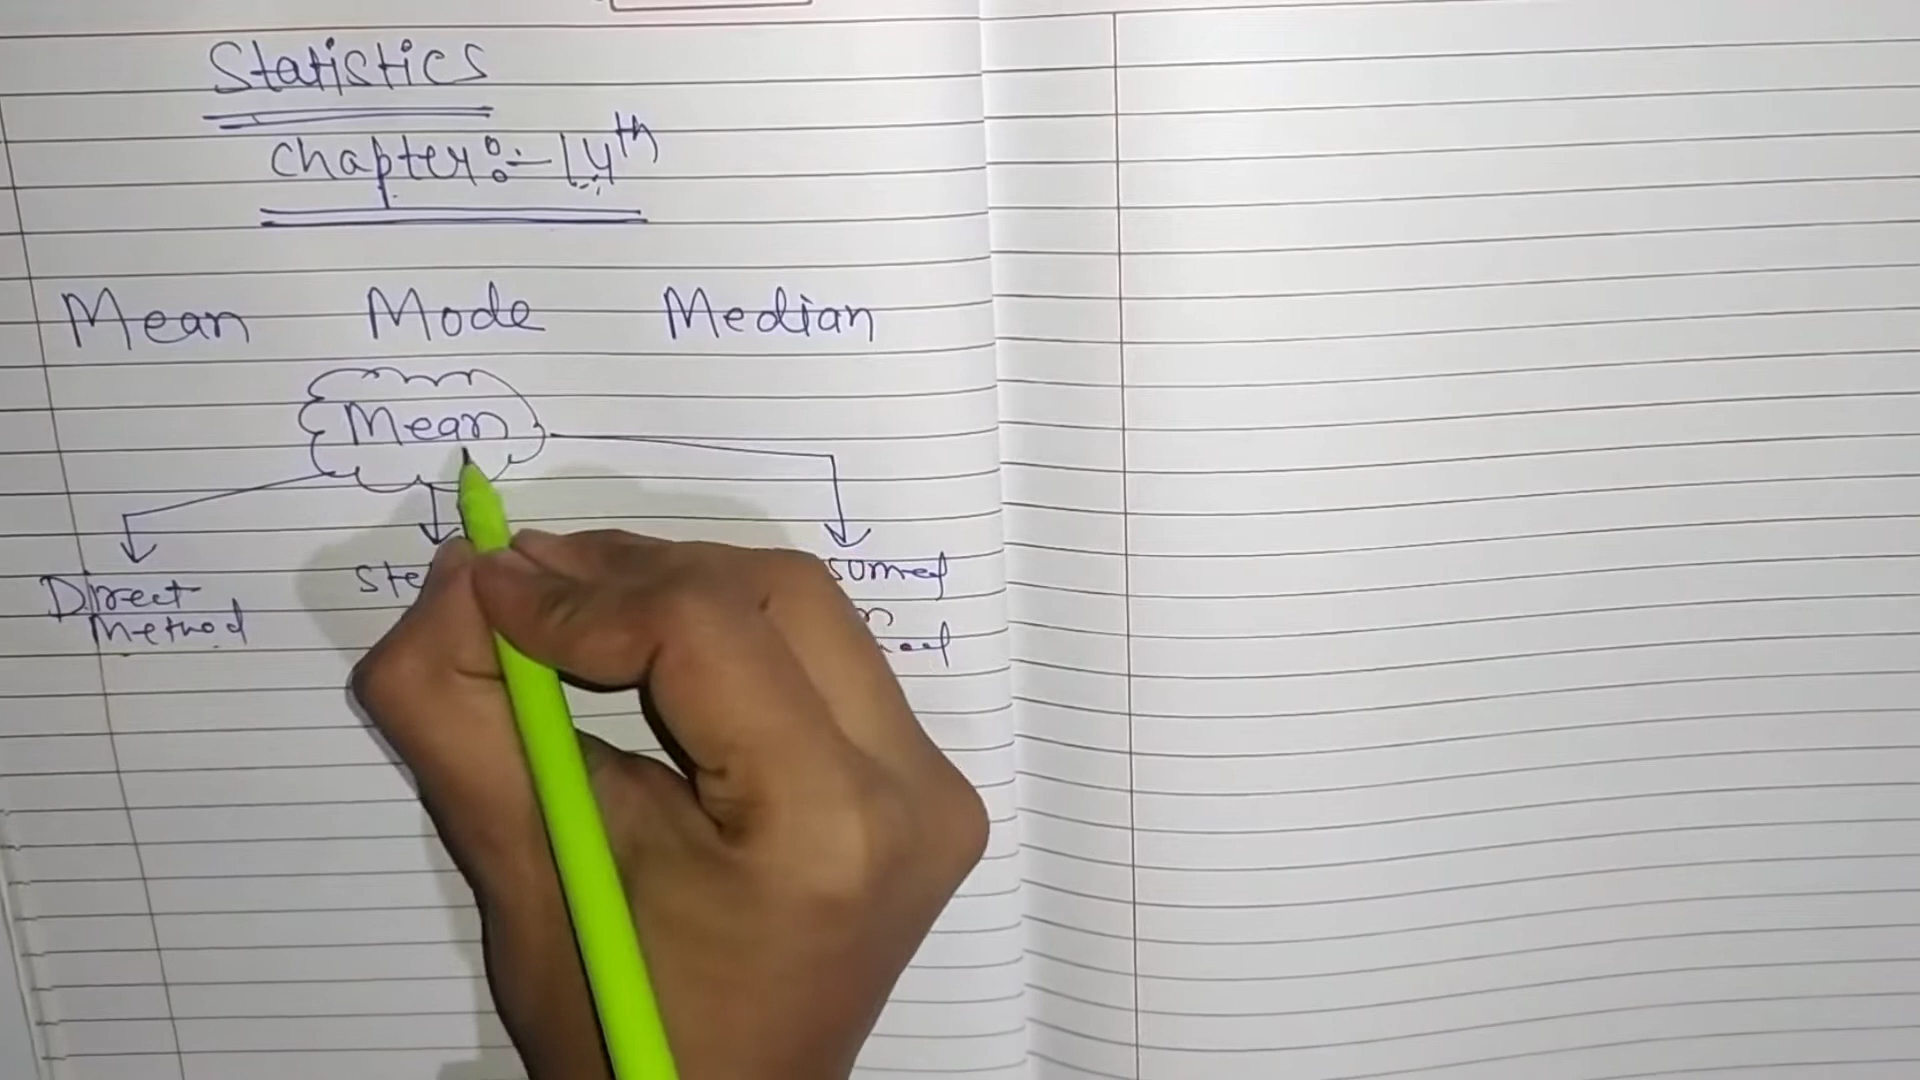 Statistics
Chapter:- 14th
Mean Mode Median
Mean
Direct
Method